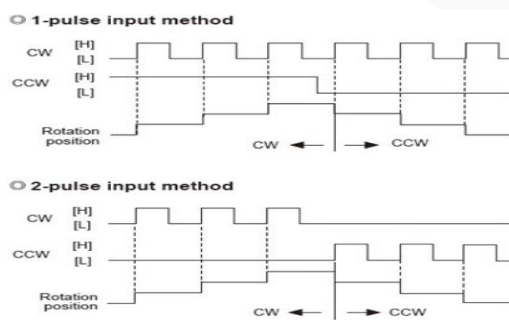 ◎ 1-pulse input method
CW [H]
[L]
CCW [H]
[L]
Rotation
position
CW CCW
◎ 2-pulse input method
CW [H]
[L]
CCW [H]
[L]
Rotation
position
CW CCW